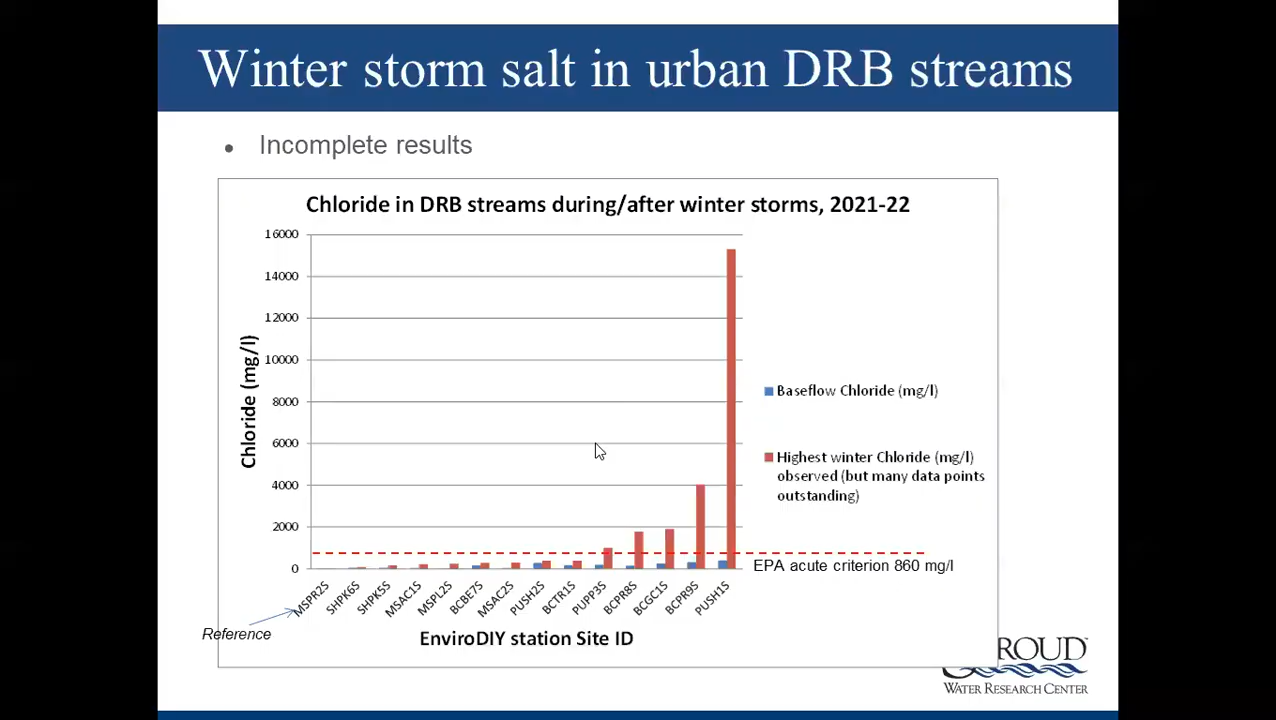 Winter storm salt in urban DRB streams
• Incomplete results
Chloride in DRB streams during/after winter storms, 2021-22
Chloride (mg/l)
16000
14000
12000
10000
8000
6000
4000
2000
0
Baseflow Chloride (mg/l)
Highest winter Chloride (mg/l)
observed (but many data points
outstanding)
EPA acute criterion 860 mg/l
MSPR2S
SHPK6S
SHPK5S
MSAC1S
MSPL2S
BCBE7S
MSAC2S
PUSH2S
BCTR1S
PUPP3S
BCPR8S
BCGC1S
BCPR9S
PUSH1S
Reference
EnviroDIY station Site ID
ROUD
WATER RESEARCH CENTER